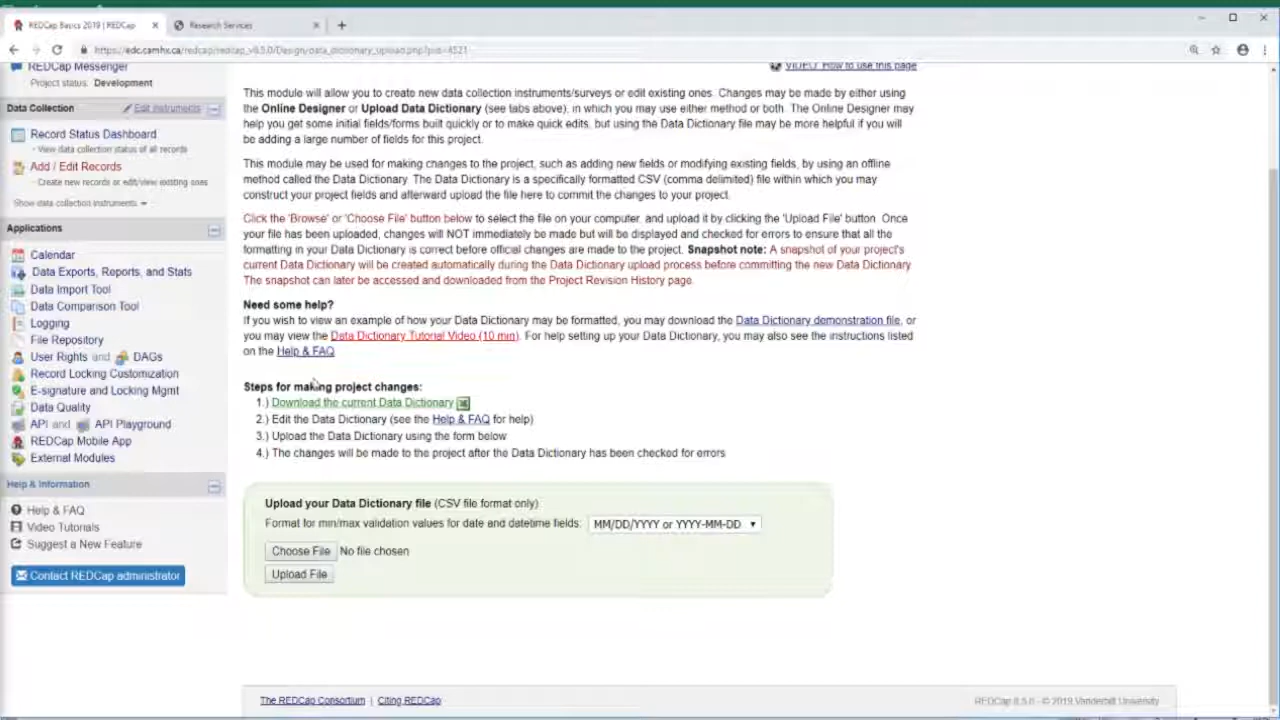 REDCap Basics 2019 | REDCap
Research Services
https://edc.camhx.ca/redcap/redcap_v8.5.0/Design/data_dictionary_upload.php?pid=4521
REDCap Messenger
Project status: Development
Data Collection
Edit Instruments
Record Status Dashboard
- View data collection status of all records
Add / Edit Records
- Create new records or edit/view existing ones
Show data collection instruments
Applications
Calendar
Data Exports, Reports, and Stats
Data Import Tool
Data Comparison Tool
Logging
File Repository
User Rights and DAGs
Record Locking Customization
E-signature and Locking Mgmt
Data Quality
API and API Playground
REDCap Mobile App
External Modules
Help & Information
Help & FAQ
Video Tutorials
Suggest a New Feature
Contact REDCap administrator
VIDEO: How to use this page
This module will allow you to create new data collection instruments/surveys or edit existing ones. Changes may be made by either using
the Online Designer or Upload Data Dictionary (see tabs above), in which you may use either method or both. The Online Designer may
help you get some initial fields/forms built quickly or to make quick edits, but using the Data Dictionary file may be more helpful if you will
be adding a large number of fields for this project.
This module may be used for making changes to the project, such as adding new fields or modifying existing fields, by using an offline
method called the Data Dictionary. The Data Dictionary is a specifically formatted CSV (comma delimited) file within which you may
construct your project fields and afterward upload the file here to commit the changes to your project.
Click the 'Browse' or 'Choose File' button below to select the file on your computer, and upload it by clicking the 'Upload File' button. Once
your file has been uploaded, changes will NOT immediately be made but will be displayed and checked for errors to ensure that all the
formatting in your Data Dictionary is correct before official changes are made to the project. Snapshot note: A snapshot of your project's
current Data Dictionary will be created automatically during the Data Dictionary upload process before committing the new Data Dictionary
The snapshot can later be accessed and downloaded from the Project Revision History page.
Need some help?
If you wish to view an example of how your Data Dictionary may be formatted, you may download the Data Dictionary demonstration file, or
you may view the Data Dictionary Tutorial Video (10 min). For help setting up your Data Dictionary, you may also see the instructions listed
on the Help & FAQ
Steps for making project changes:
1.) Download the current Data Dictionary
2.) Edit the Data Dictionary (see the Help & FAQ for help)
3.) Upload the Data Dictionary using the form below
4.) The changes will be made to the project after the Data Dictionary has been checked for errors
Upload your Data Dictionary file (CSV file format only)
Format for min/max validation values for date and datetime fields: MM/DD/YYYY or YYYY-MM-DD
Choose File No file chosen
Upload File
The REDCap Consortium | Citing REDCap
REDCap 8.5.0 - © 2019 Vanderbilt University